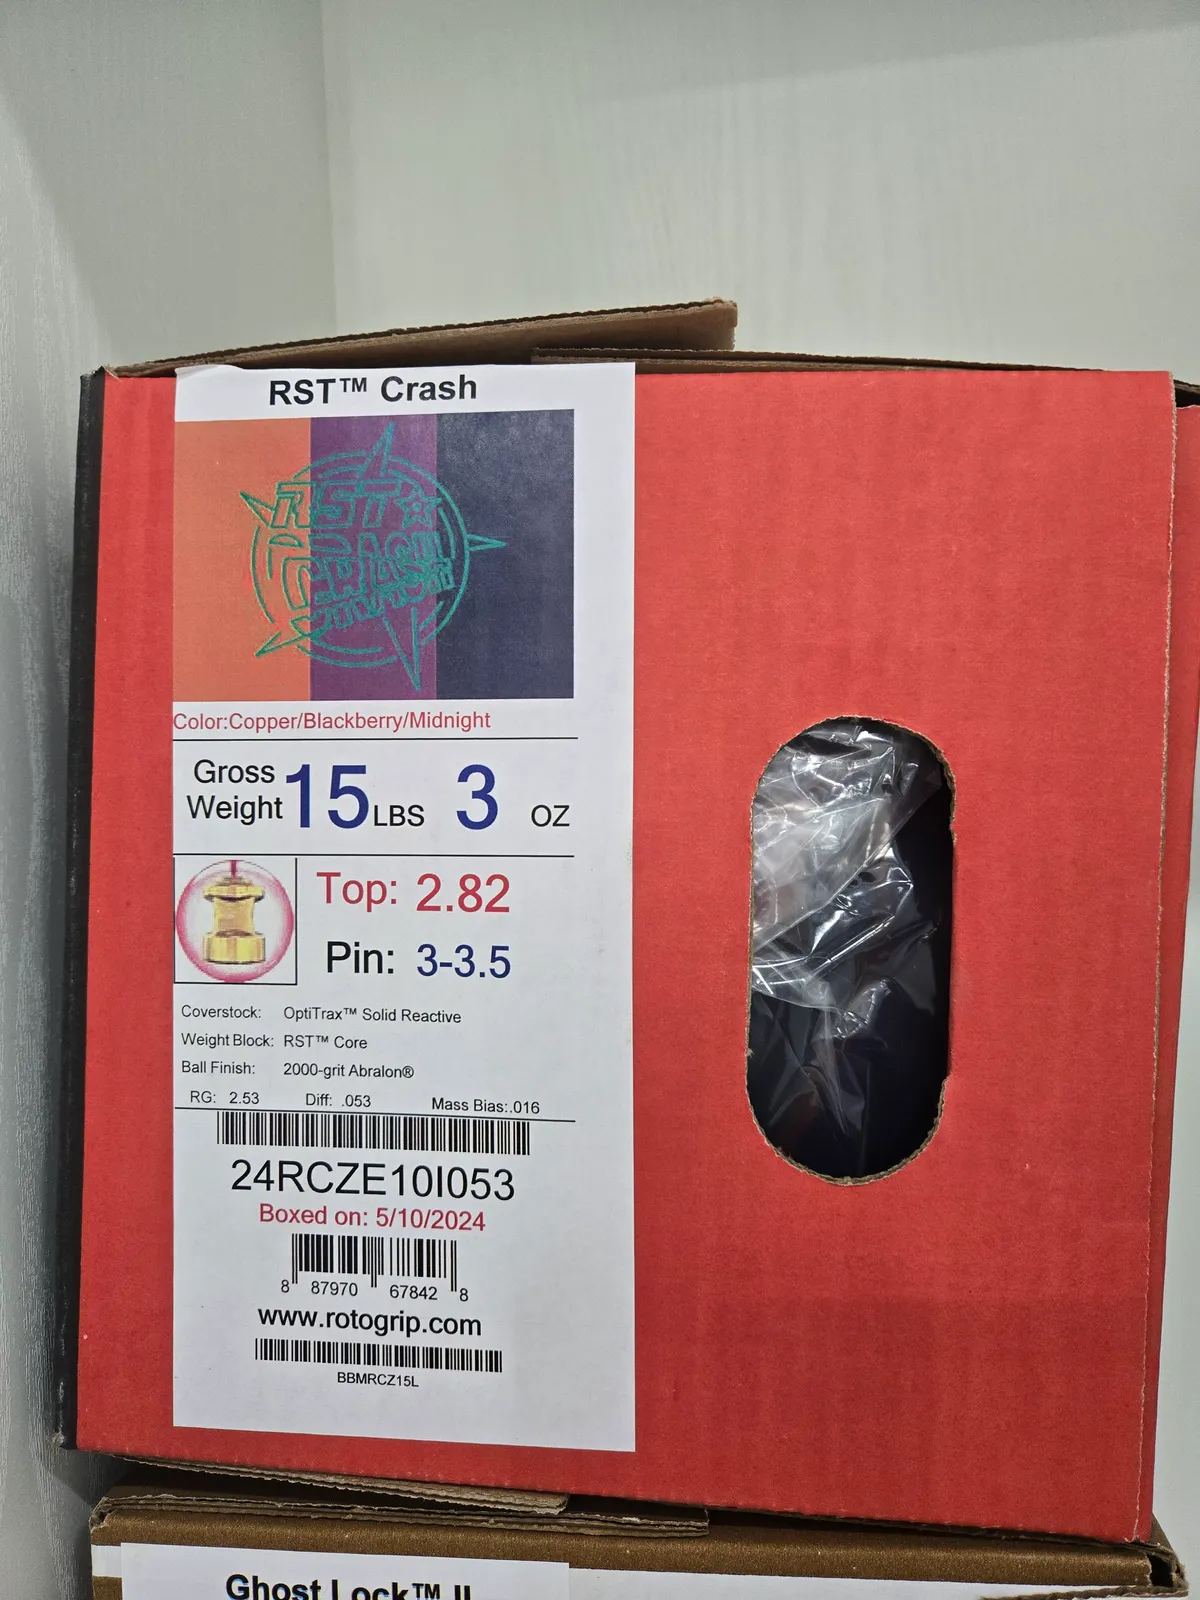 RST™ Crash
RST
CRASH
Color:Copper/Blackberry/Midnight
Gross Weight 15 LBS 3 OZ
Top: 2.82
Pin: 3-3.5
Coverstock: OptiTrax™ Solid Reactive
Weight Block: RST™ Core
Ball Finish: 2000-grit Abralon®
RG: 2.53 Diff: .053 Mass Bias:.016
24RCZE10I053
Boxed on: 5/10/2024
8 87970 67842 8
www.rotogrip.com
BBMRCZ15L
Ghost Lock™ II